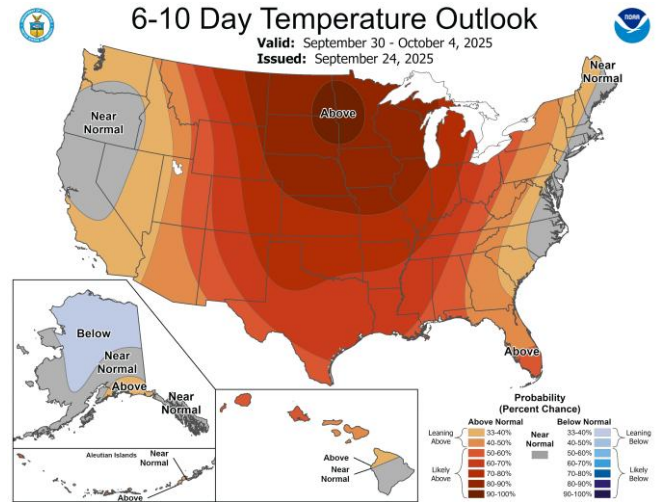 6-10 Day Temperature Outlook
Valid: September 30 - October 4, 2025
Issued: September 24, 2025
NOAA
Near
Normal
Above
Near
Normal
Above
Below
Near
Normal
Above
Near
Normal
Aleutian Islands
Near
Normal
Above
Above
Near
Normal
Probability
(Percent Chance)
Above Normal
Below Normal
Leaning
Above
33-40%
40-50%
Near
Normal
33-40%
40-50%
Leaning
Below
Likely
Above
50-60%
60-70%
70-80%
80-90%
90-100%
50-60%
60-70%
70-80%
80-90%
90-100%
Likely
Below